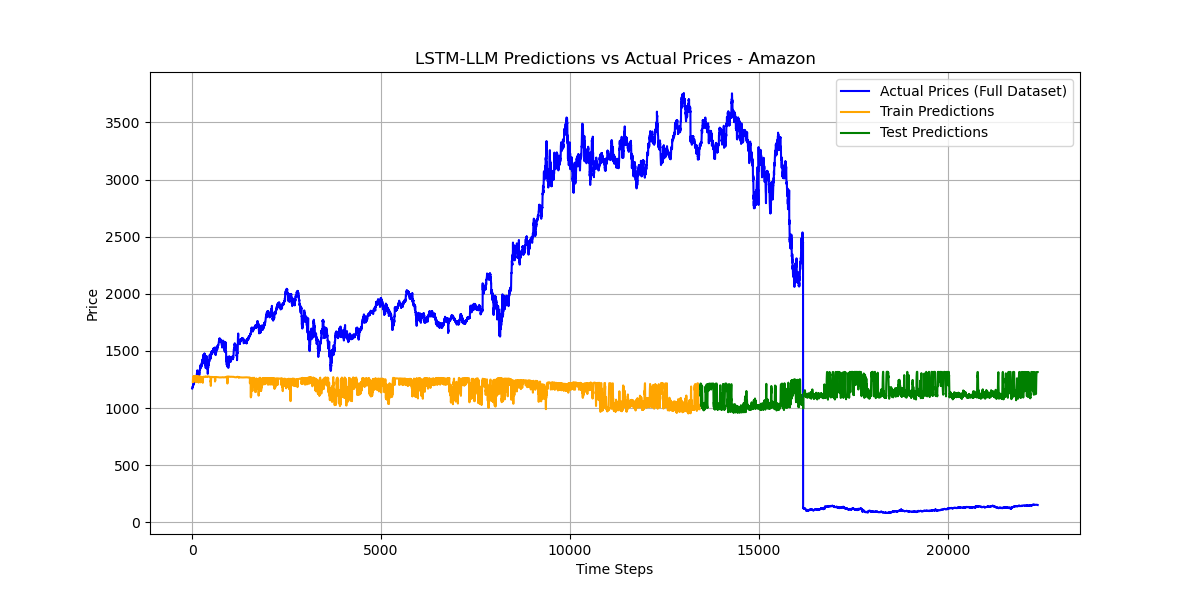 LSTM-LLM Predictions vs Actual Prices - Amazon
Actual Prices (Full Dataset)
Train Predictions
Test Predictions
Price
3500
3000
2500
2000
1500
1000
500
0
0 5000 10000 15000 20000
Time Steps